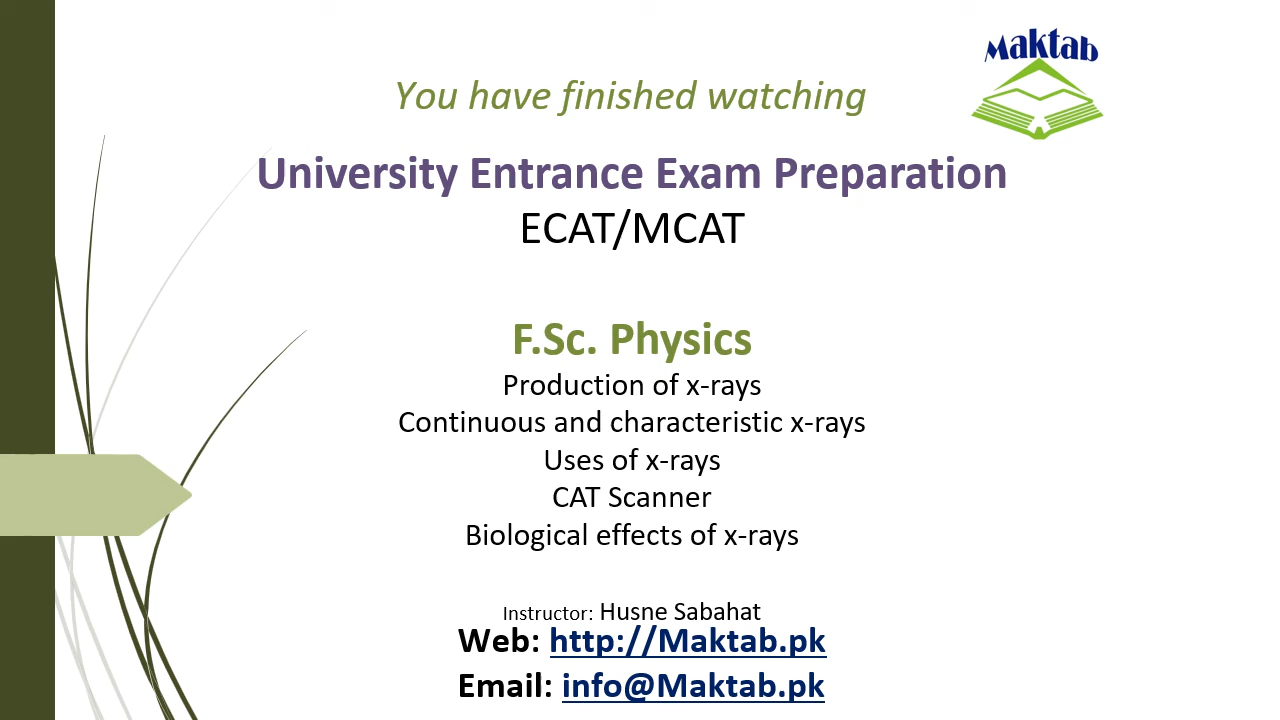 Maktab
You have finished watching
University Entrance Exam Preparation
ECAT/MCAT
F.Sc. Physics
Production of x-rays
Continuous and characteristic x-rays
Uses of x-rays
CAT Scanner
Biological effects of x-rays
Instructor: Husne Sabahat
Web: http://Maktab.pk
Email: info@Maktab.pk